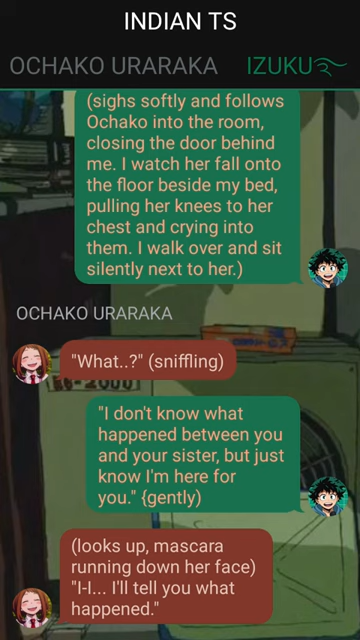 INDIAN TS
OCHAKO URARAKA IZUKU
(sighs softly and follows
Ochako into the room,
closing the door behind
me. I watch her fall onto
the floor beside my bed,
pulling her knees to her
chest and crying into
them. I walk over and sit
silently next to her.)
OCHAKO URARAKA
"What..?" (sniffling)
"I don't know what
happened between you
and your sister, but just
know I'm here for
you." {gently)
(looks up, mascara
running down her face)
"I-I... I'll tell you what
happened."